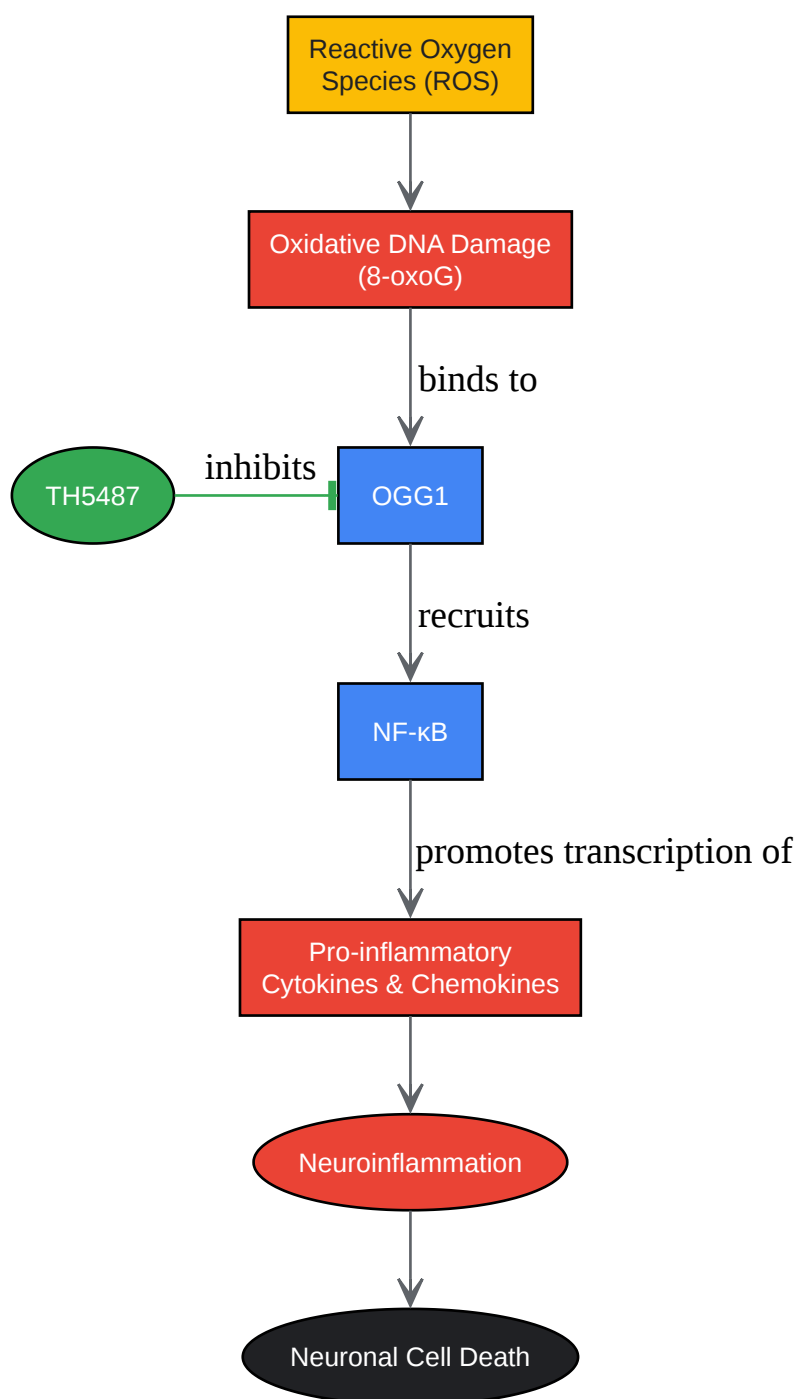 Reactive Oxygen
Species (ROS)
Oxidative DNA Damage
(8-oxoG)
binds to
inhibits
TH5487
OGG1
recruits
NF-κB
promotes transcription of
Pro-inflammatory
Cytokines & Chemokines
Neuroinflammation
Neuronal Cell Death